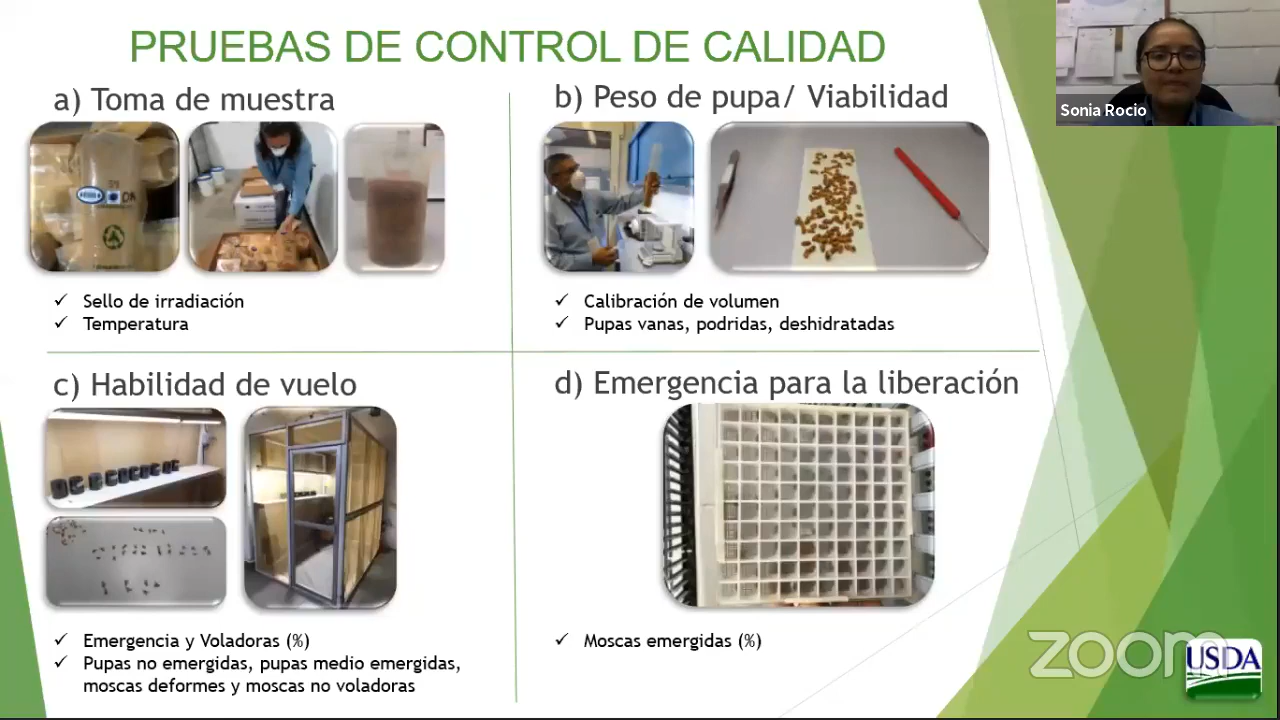 PRUEBAS DE CONTROL DE CALIDAD
Sonia Rocio
a) Toma de muestra
✓ Sello de irradiación
✓ Temperatura
b) Peso de pupa/ Viabilidad
✓ Calibración de volumen
✓ Pupas vanas, podridas, deshidratadas
c) Habilidad de vuelo
✓ Emergencia y Voladoras (%)
✓ Pupas no emergidas, pupas medio emergidas,
moscas deformes y moscas no voladoras
d) Emergencia para la liberación
✓ Moscas emergidas (%)
zoom
USDA